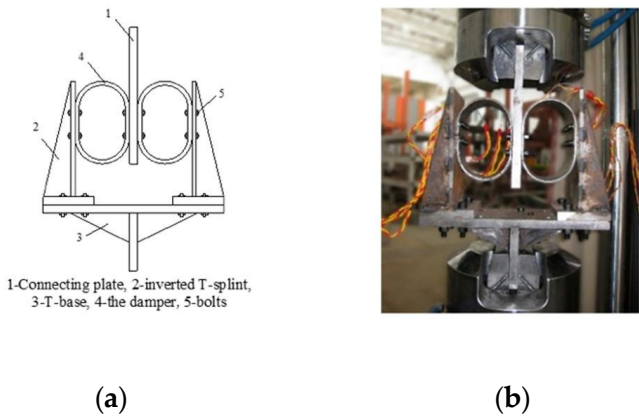 1
4
5
2
3
1-Connecting plate, 2-inverted T-splint,
3-T-base, 4-the damper, 5-bolts
(a)
(b)